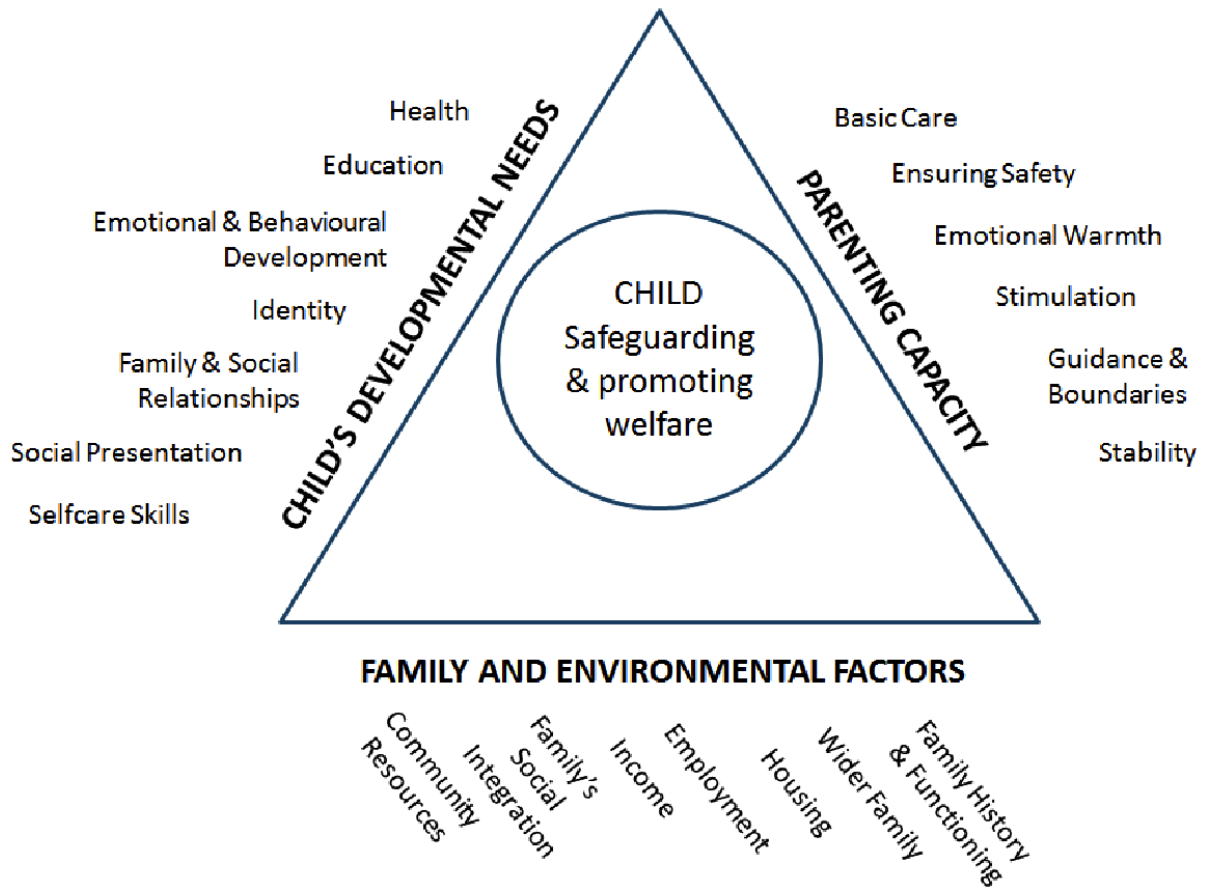 Health
Education
Emotional & Behavioural
Development
Identity
Family & Social
Relationships
Social Presentation
Selfcare Skills
CHILD'S DEVELOPMENTAL NEEDS
CHILD
Safeguarding
& promoting
welfare
PARENTING CAPACITY
Basic Care
Ensuring Safety
Emotional Warmth
Stimulation
Guidance &
Boundaries
Stability
FAMILY AND ENVIRONMENTAL FACTORS
Community
Resources
Family's
Social
Integration
Income
Employment
Housing
Wider Family
Family History
& Functioning